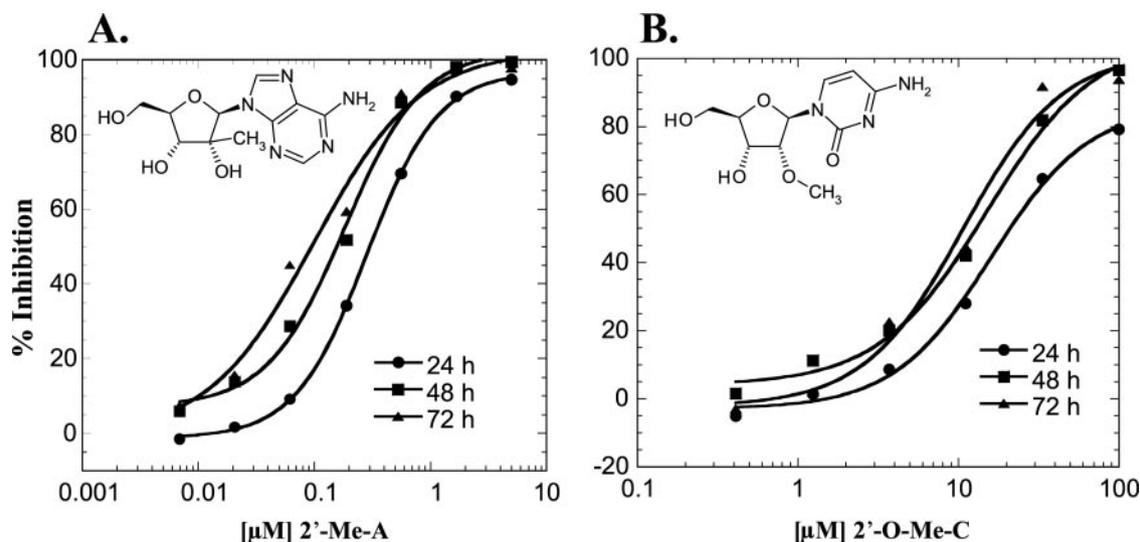 A.
B.
% Inhibition
100
80
60
40
20
0
0.001
0.01
0.1
1
10
[µM] 2’-Me-A
HO
O
N
N
N
N
NH2
CH3
HO
OH
24 h
48 h
72 h
100
80
60
40
20
0
-20
0.1
1
10
100
[µM] 2’-O-Me-C
HO
O
N
NH2
N
O
HO
O
CH3
24 h
48 h
72 h